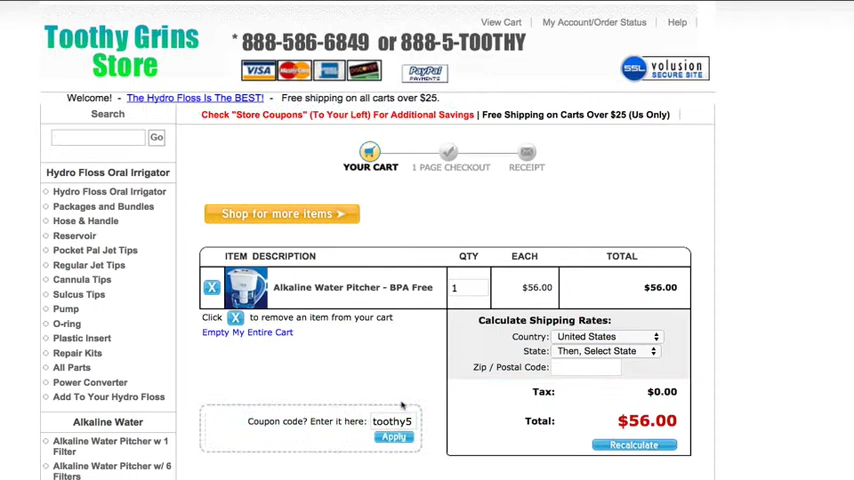 View Cart | My Account/Order Status | Help
Toothy Grins
Store
* 888-586-6849 or 888-5-TOOTHY
VISA MasterCard DISCOVER PayPal PAYMENTS
SSL volusion SECURE SITE
Welcome! - The Hydro Floss Is The BEST! - Free shipping on all carts over $25.
Search
Go
Check "Store Coupons" (To Your Left) For Additional Savings | Free Shipping on Carts Over $25 (Us Only)
YOUR CART
1 PAGE CHECKOUT
RECEIPT
Hydro Floss Oral Irrigator
Hydro Floss Oral Irrigator
Packages and Bundles
Hose & Handle
Reservoir
Pocket Pal Jet Tips
Regular Jet Tips
Cannula Tips
Sulcus Tips
Pump
O-ring
Plastic Insert
Repair Kits
All Parts
Power Converter
Add To Your Hydro Floss
Alkaline Water
Alkaline Water Pitcher w 1
Filter
Alkaline Water Pitcher w/ 6
Filters
Shop for more items
ITEM DESCRIPTION QTY EACH TOTAL
X Alkaline Water Pitcher - BPA Free 1 $56.00 $56.00
Click X to remove an item from your cart
Empty My Entire Cart
Calculate Shipping Rates:
Country: United States
State: Then, Select State
Zip / Postal Code:
Tax: $0.00
Total: $56.00
Recalculate
Coupon code? Enter it here: toothy5
Apply